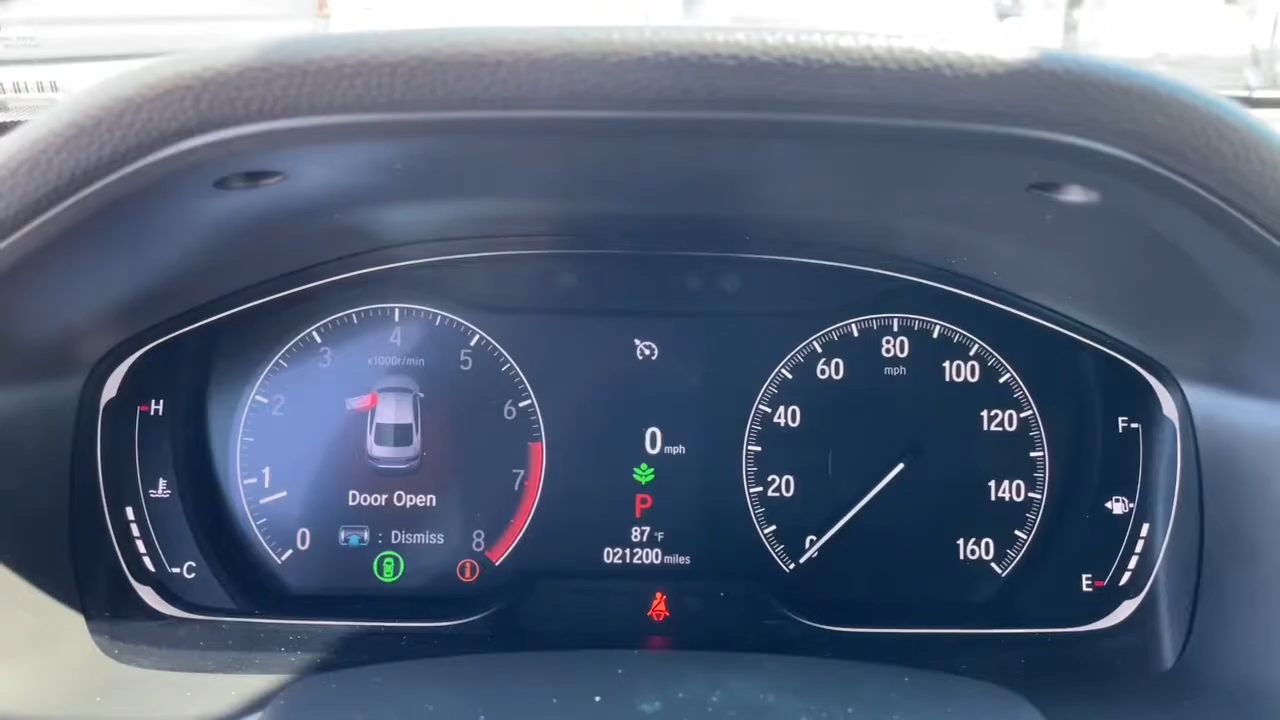 4
3
5
x1000r/min
2
6
1
7
0
8
Door Open
: Dismiss
H
C
0 mph
P
87 °F
021200 miles
80
mph
60
100
40
120
20
140
0
160
F
E